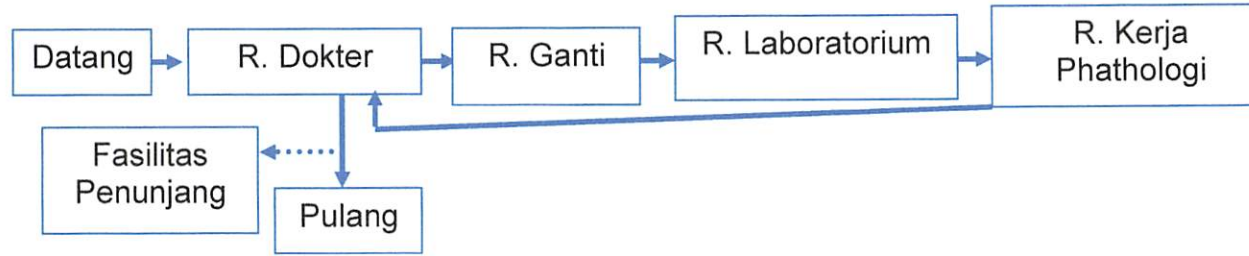 Datang
R. Dokter
R. Ganti
R. Laboratorium
R. Kerja
Phathologi
Fasilitas
Penunjang
Pulang